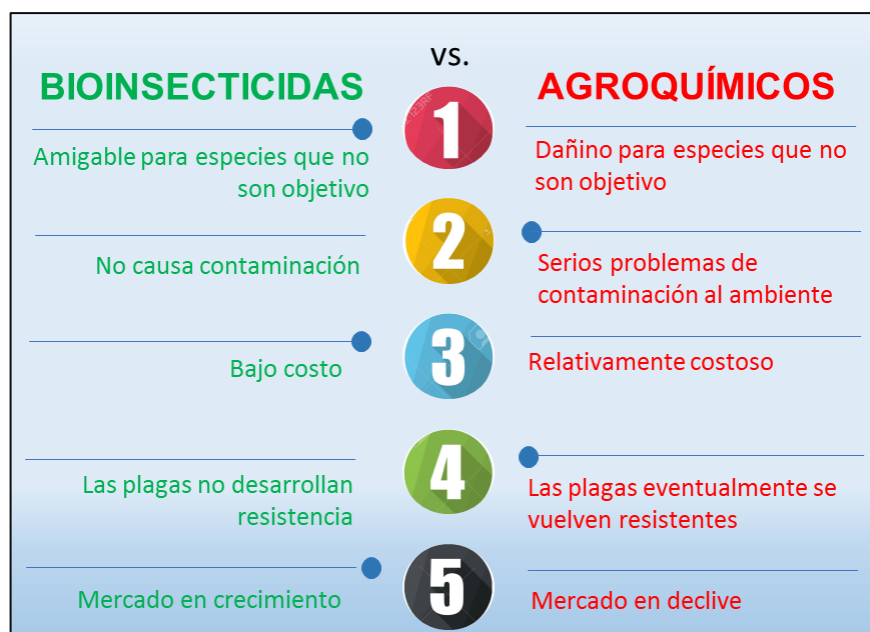 vs.
BIOINSECTICIDAS
AGROQUÍMICOS
1
Amigable para especies que no
son objetivo
Dañino para especies que no
son objetivo
2
No causa contaminación
Serios problemas de
contaminación al ambiente
3
Bajo costo
Relativamente costoso
4
Las plagas no desarrollan
resistencia
Las plagas eventualmente se
vuelven resistentes
5
Mercado en crecimiento
Mercado en declive